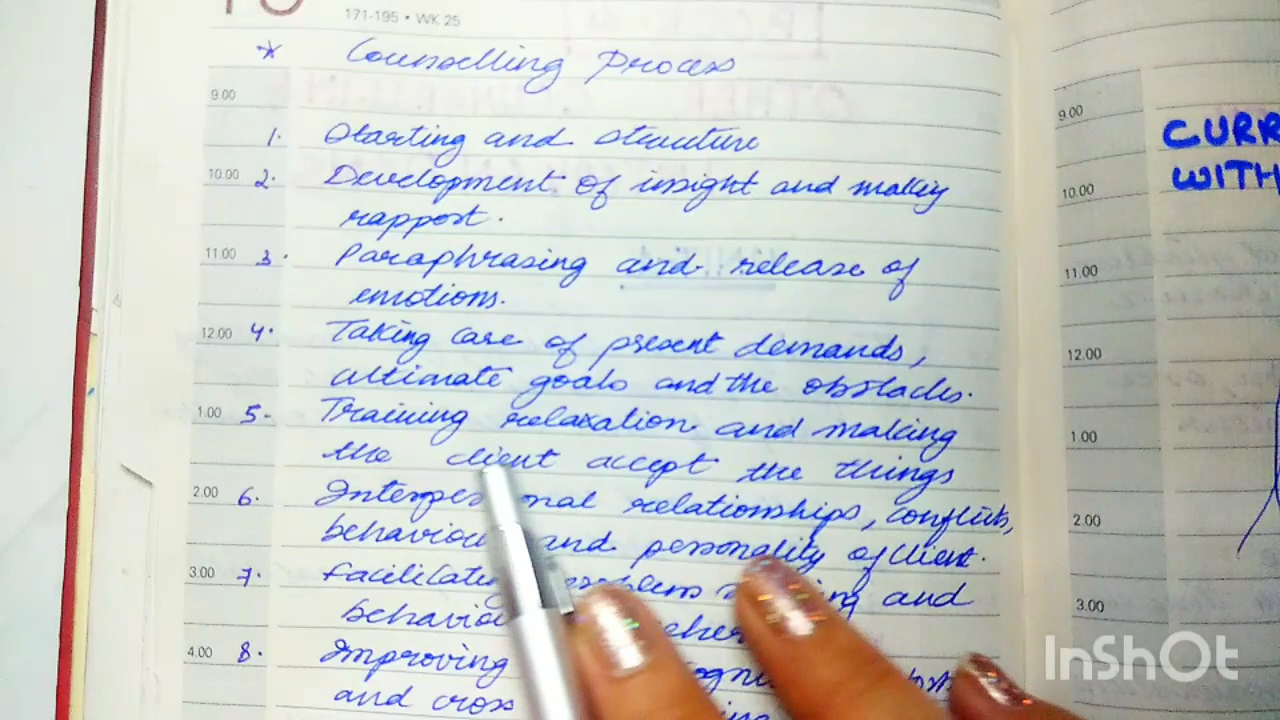 171-195 • WK 25
* Counselling Process
9.00
1. Starting and structure
10.00 2. Development of insight and making
rapport.
11.00 3. Paraphrasing and release of
emotions.
12.00 4. Taking care of present demands,
ultimate goals and the obstacles.
1.00 5. Training relaxation and making
the client accept the things
2.00 6. Interpersonal relationships, conflicts,
behaviour and personality of client.
3.00 7. Facilitating problem and
4.00 8. Improving
and cross
9.00
CURR
10.00
WITH
11.00
12.00
1.00
2.00
3.00
InShOt